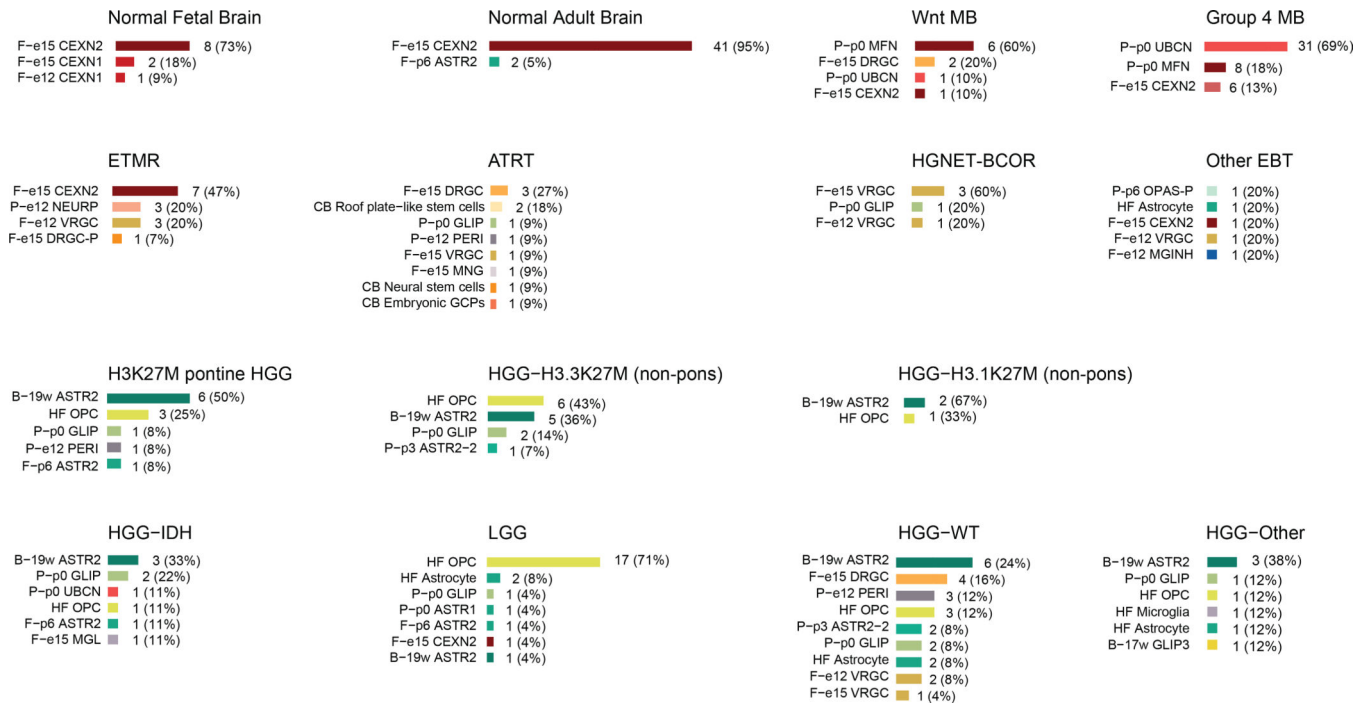 Normal Fetal Brain
F-e15 CEXN2 8 (73%)
F-e15 CEXN1 2 (18%)
F-e12 CEXN1 1 (9%)
Normal Adult Brain
F-e15 CEXN2 41 (95%)
F-p6 ASTR2 2 (5%)
Wnt MB
P-p0 MFN 6 (60%)
F-e15 DRGC 2 (20%)
P-p0 UBCN 1 (10%)
F-e15 CEXN2 1 (10%)
Group 4 MB
P-p0 UBCN 31 (69%)
P-p0 MFN 8 (18%)
F-e15 CEXN2 6 (13%)
ETMR
F-e15 CEXN2 7 (47%)
P-e12 NEURP 3 (20%)
F-e12 VRGC 3 (20%)
F-e15 DRGC-P 1 (7%)
ATRT
F-e15 DRGC 3 (27%)
CB Roof plate-like stem cells 2 (18%)
P-p0 GLIP 1 (9%)
P-e12 PERI 1 (9%)
F-e15 VRGC 1 (9%)
F-e15 MNG 1 (9%)
CB Neural stem cells 1 (9%)
CB Embryonic GCPs 1 (9%)
HGNET-BCOR
F-e15 VRGC 3 (60%)
P-p0 GLIP 1 (20%)
F-e12 VRGC 1 (20%)
Other EBT
P-p6 OPAS-P 1 (20%)
HF Astrocyte 1 (20%)
F-e15 CEXN2 1 (20%)
F-e12 VRGC 1 (20%)
F-e12 MGINH 1 (20%)
H3K27M pontine HGG
B-19w ASTR2 6 (50%)
HF OPC 3 (25%)
P-p0 GLIP 1 (8%)
P-e12 PERI 1 (8%)
F-p6 ASTR2 1 (8%)
HGG-H3.3K27M (non-pons)
HF OPC 6 (43%)
B-19w ASTR2 5 (36%)
P-p0 GLIP 2 (14%)
P-p3 ASTR2-2 1 (7%)
HGG-H3.1K27M (non-pons)
B-19w ASTR2 2 (67%)
HF OPC 1 (33%)
HGG-IDH
B-19w ASTR2 3 (33%)
P-p0 GLIP 2 (22%)
P-p0 UBCN 1 (11%)
HF OPC 1 (11%)
F-p6 ASTR2 1 (11%)
F-e15 MGL 1 (11%)
LGG
HF OPC 17 (71%)
HF Astrocyte 2 (8%)
P-p0 GLIP 1 (4%)
P-p0 ASTR1 1 (4%)
F-p6 ASTR2 1 (4%)
F-e15 CEXN2 1 (4%)
B-19w ASTR2 1 (4%)
HGG-WT
B-19w ASTR2 6 (24%)
F-e15 DRGC 4 (16%)
P-e12 PERI 3 (12%)
HF OPC 3 (12%)
P-p3 ASTR2-2 2 (8%)
P-p0 GLIP 2 (8%)
HF Astrocyte 2 (8%)
F-e12 VRGC 2 (8%)
F-e15 VRGC 1 (4%)
HGG-Other
B-19w ASTR2 3 (38%)
P-p0 GLIP 1 (12%)
HF OPC 1 (12%)
HF Microglia 1 (12%)
HF Astrocyte 1 (12%)
B-17w GLIP3 1 (12%)